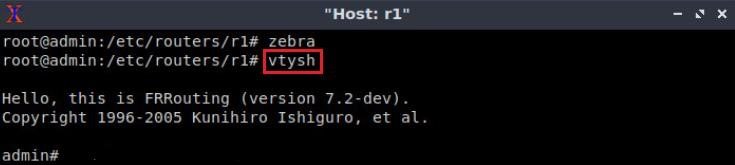 "Host: r1"
root@admin:/etc/routers/r1# zebra
root@admin:/etc/routers/r1# vtysh
Hello, this is FRRouting (version 7.2-dev).
Copyright 1996-2005 Kunihiro Ishiguro, et al.
admin#